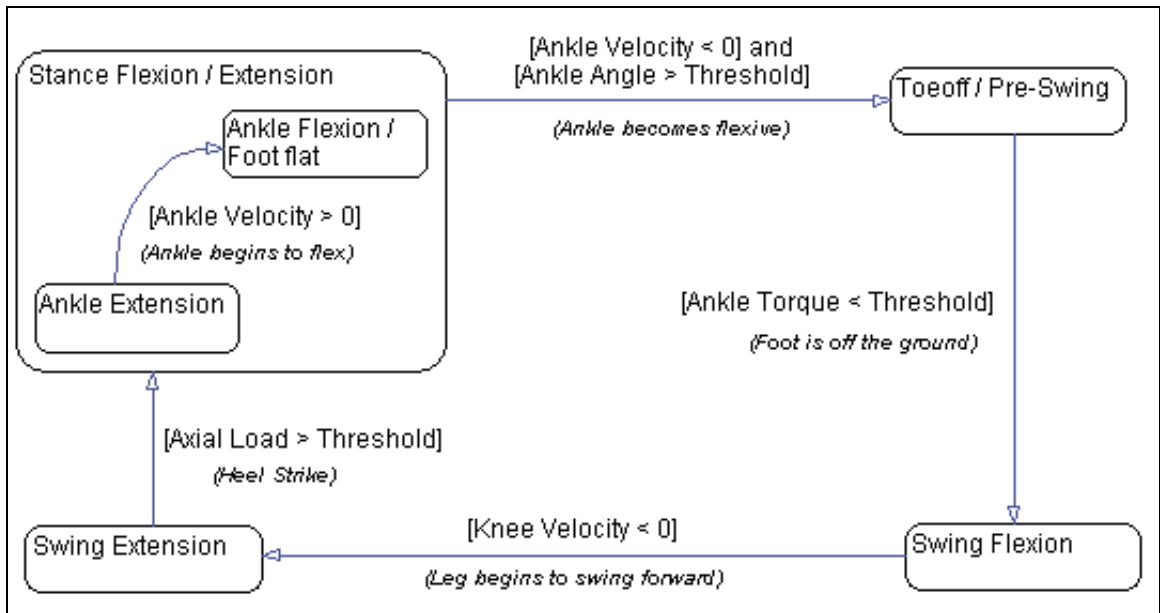 [Ankle Velocity < 0] and
[Ankle Angle > Threshold]
(Ankle becomes flexive)
Stance Flexion / Extension
Ankle Flexion /
Foot flat
[Ankle Velocity > 0]
(Ankle begins to flex)
Ankle Extension
Toeoff / Pre-Swing
[Ankle Torque < Threshold]
(Foot is off the ground)
[Axial Load > Threshold]
(Heel Strike)
Swing Extension
[Knee Velocity < 0]
(Leg begins to swing forward)
Swing Flexion